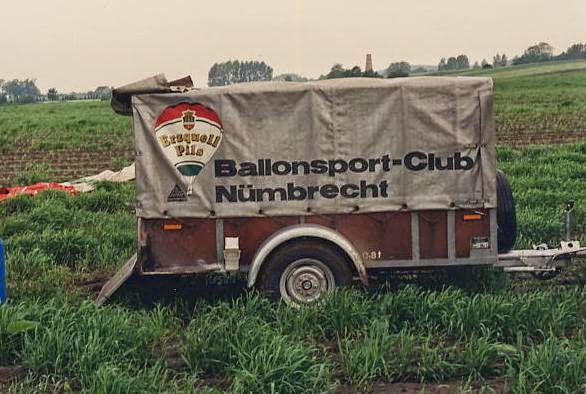 Erzquell
Pils
Ballonsport-Club
Nümbrecht